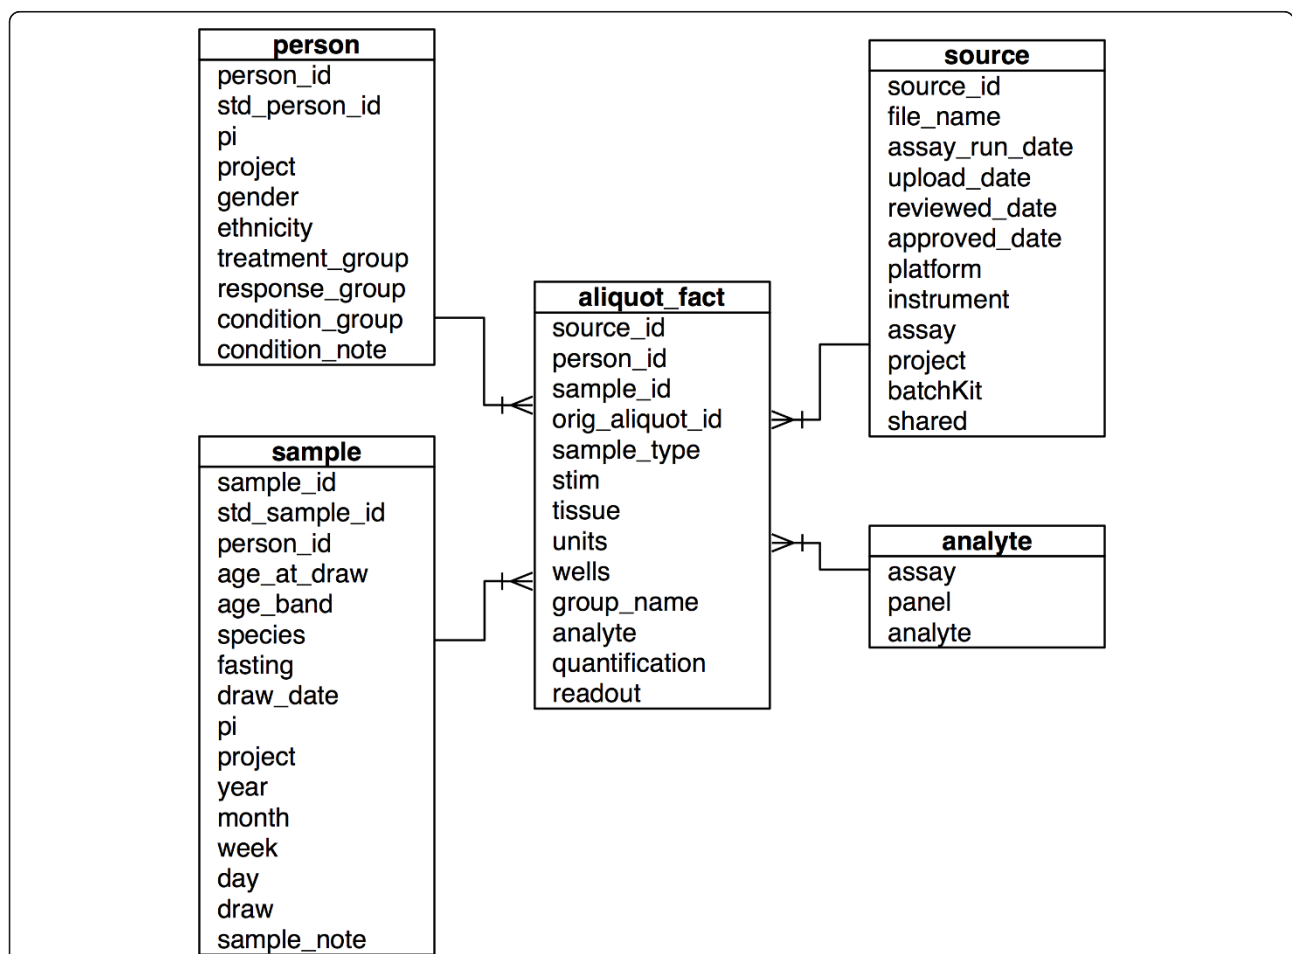 person
person_id
std_person_id
pi
project
gender
ethnicity
treatment_group
response_group
condition_group
condition_note
sample
sample_id
std_sample_id
person_id
age_at_draw
age_band
species
fasting
draw_date
pi
project
year
month
week
day
draw
sample_note
aliquot_fact
source_id
person_id
sample_id
orig_aliquot_id
sample_type
stim
tissue
units
wells
group_name
analyte
quantification
readout
source
source_id
file_name
assay_run_date
upload_date
reviewed_date
approved_date
platform
instrument
assay
project
batchKit
shared
analyte
assay
panel
analyte